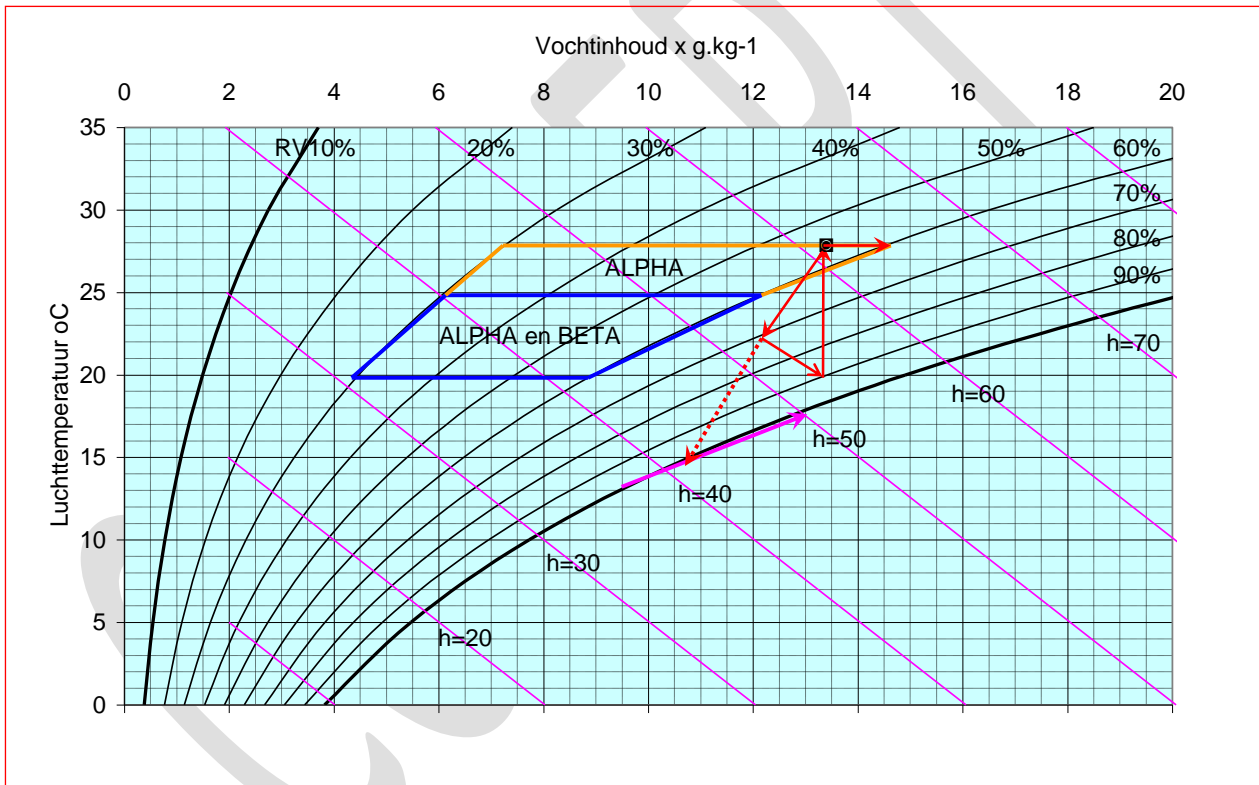 Vochtinhoud x g.kg-1
0 2 4 6 8 10 12 14 16 18 20
35
RV10% 20% 30% 40% 50% 60%
70%
30
80%
ALPHA
90%
25
h=70
ALPHA en BETA
20
h=60
h=50
15
h=40
10
h=30
5
h=20
0
Luchttemperatuur oC